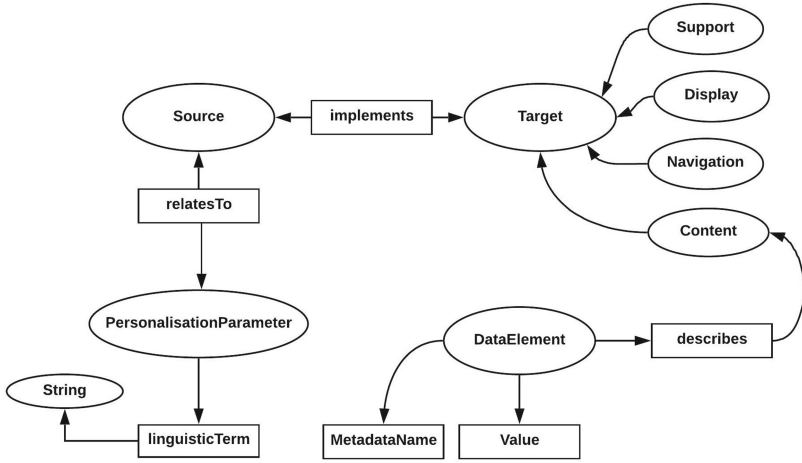 Support
Source
implements
Target
Display
Navigation
relatesTo
Content
PersonalisationParameter
DataElement
describes
String
linguisticTerm
MetadataName
Value